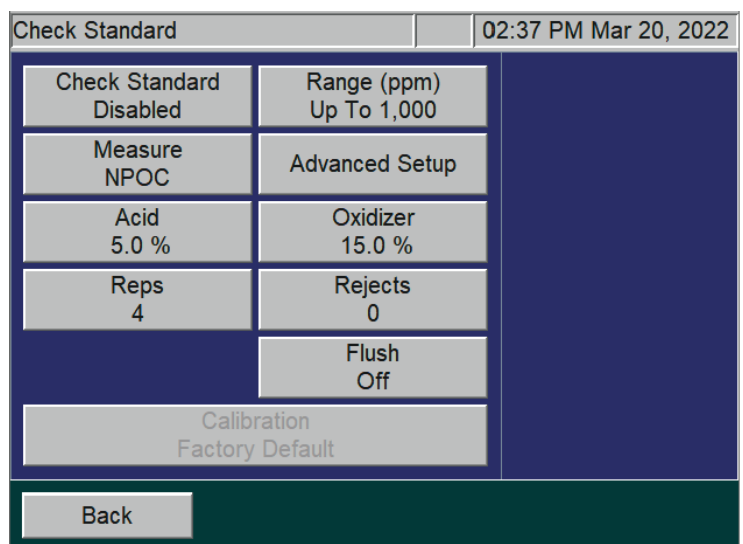 Check Standard
02:37 PM Mar 20, 2022
Check Standard
Disabled
Range (ppm)
Up To 1,000
Measure
NPOC
Advanced Setup
Acid
5.0 %
Oxidizer
15.0 %
Reps
4
Rejects
0
Flush
Off
Calibration
Factory Default
Back